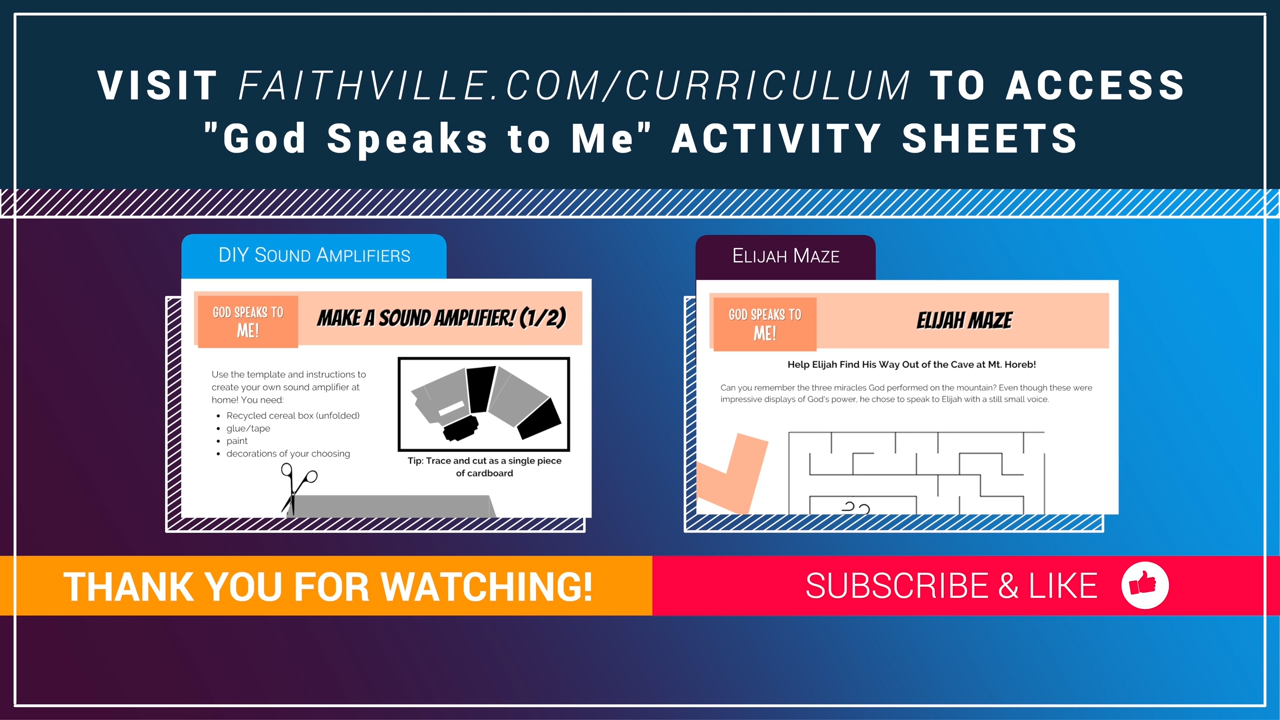 VISIT FAITHVILLE.COM/CURRICULUM TO ACCESS
"God Speaks to Me" ACTIVITY SHEETS
DIY SOUND AMPLIFIERS
GOD SPEAKS TO
ME!
MAKE A SOUND AMPLIFIER! (1/2)
Use the template and instructions to
create your own sound amplifier at
home! You need:
• Recycled cereal box (unfolded)
• glue/tape
• paint
• decorations of your choosing
Tip: Trace and cut as a single piece
of cardboard
ELIJAH MAZE
GOD SPEAKS TO
ME!
ELIJAH MAZE
Help Elijah Find His Way Out of the Cave at Mt. Horeb!
Can you remember the three miracles God performed on the mountain? Even though these were
impressive displays of God's power, he chose to speak to Elijah with a still small voice.
THANK YOU FOR WATCHING!
SUBSCRIBE & LIKE